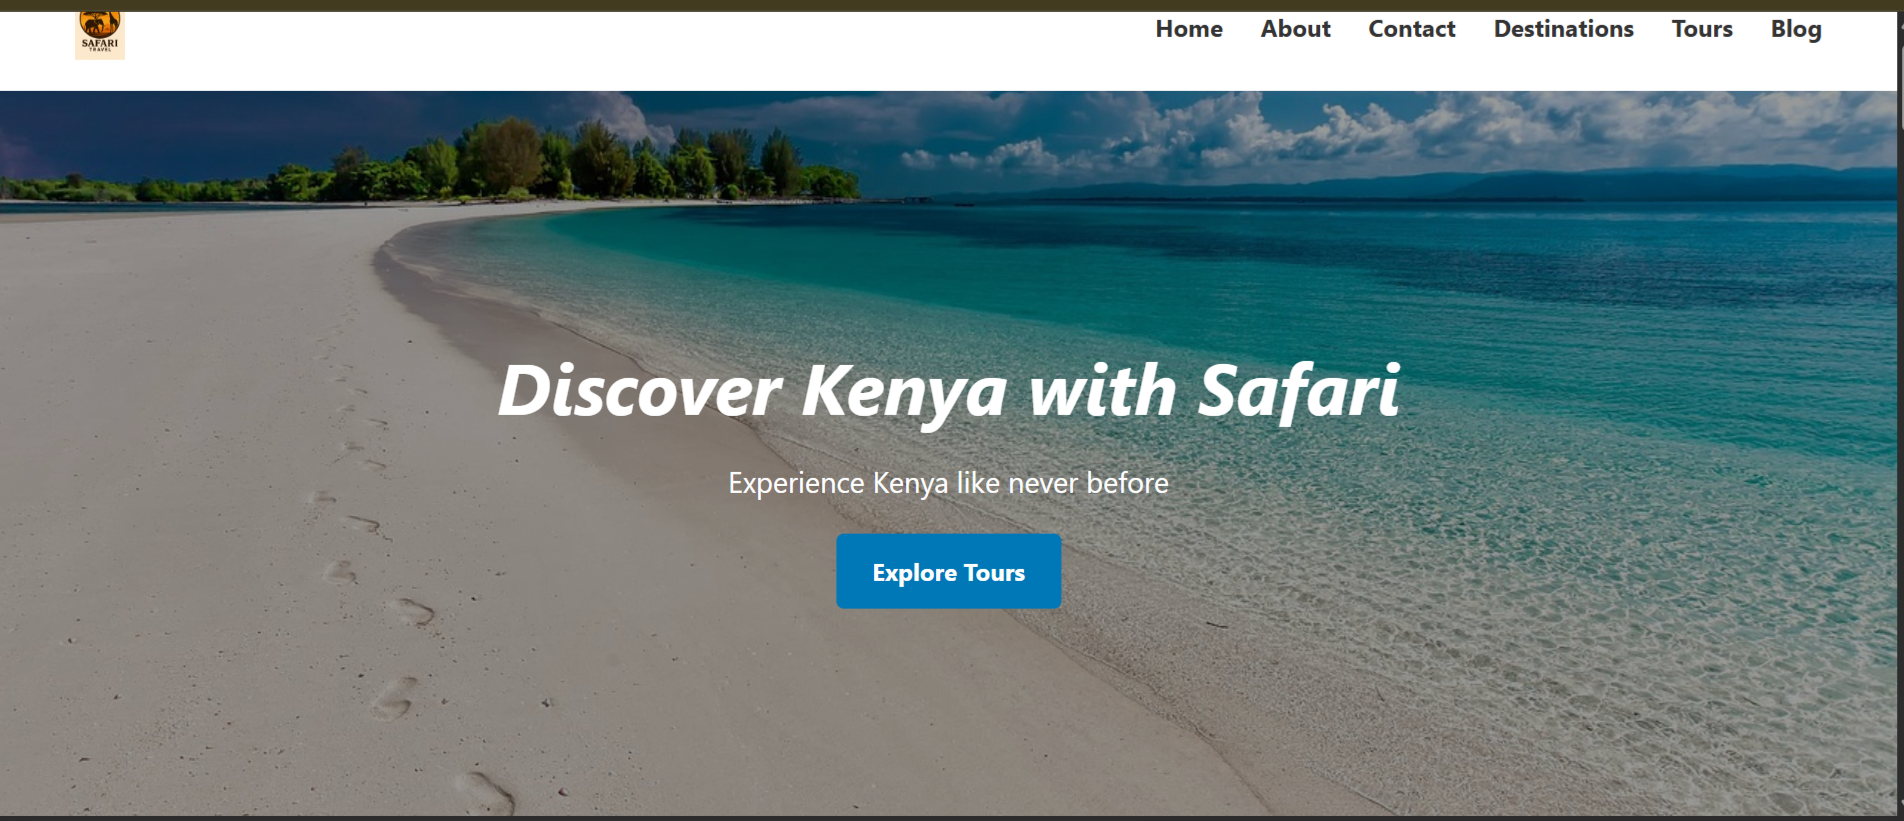 SAFARI
TRAVEL
Home About Contact Destinations Tours Blog
Discover Kenya with Safari
Experience Kenya like never before
Explore Tours